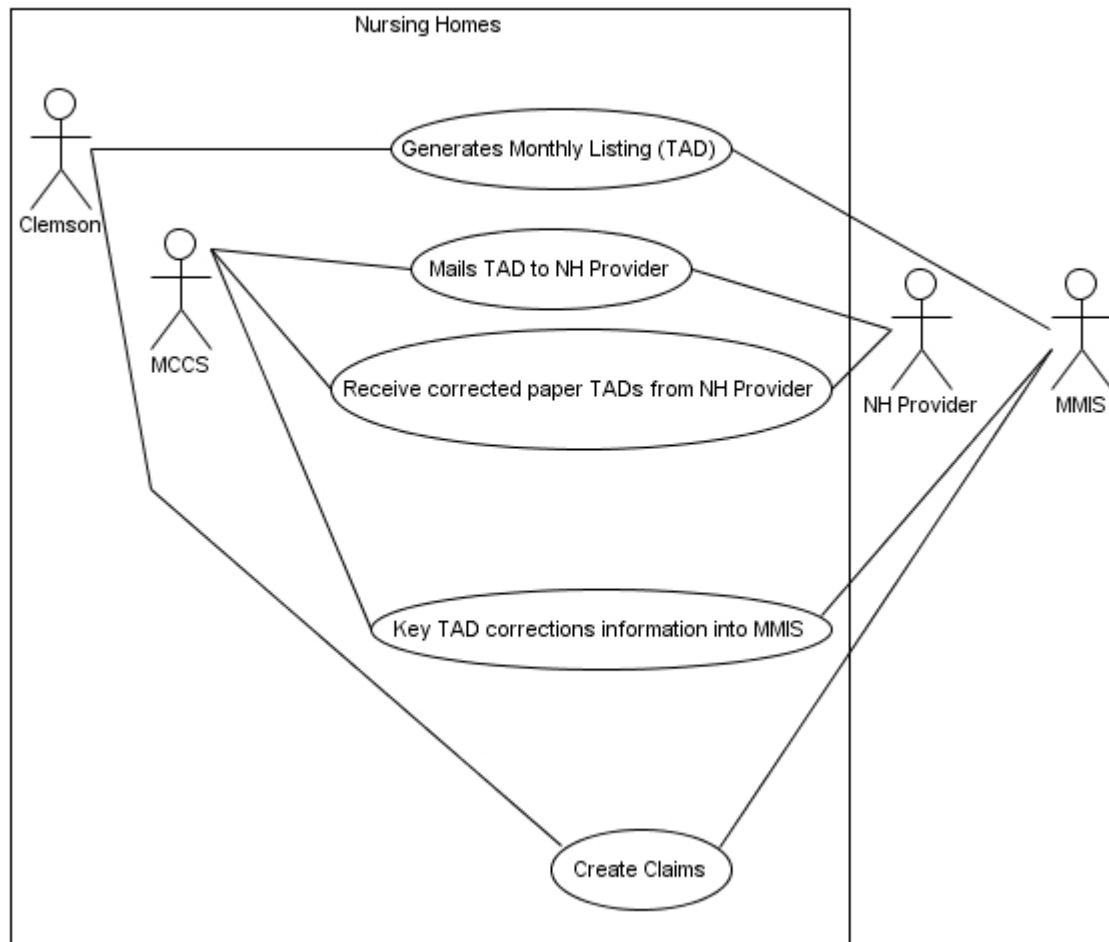 Nursing Homes
Generates Monthly Listing (TAD)
Clemson
Mails TAD to NH Provider
MCCS
Receive corrected paper TADs from NH Provider
NH Provider
MMIS
Key TAD corrections information into MMIS
Create Claims